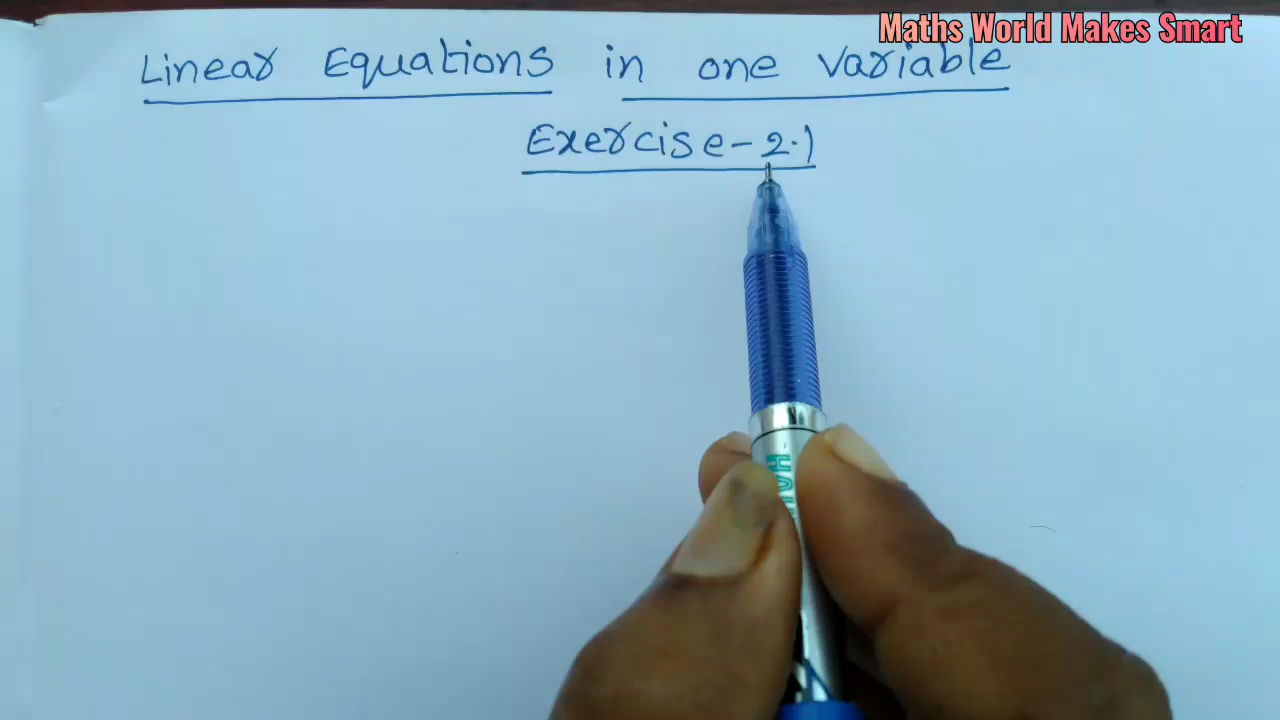 Maths World Makes Smart
Linear Equations in one variable
Exercise-2.1